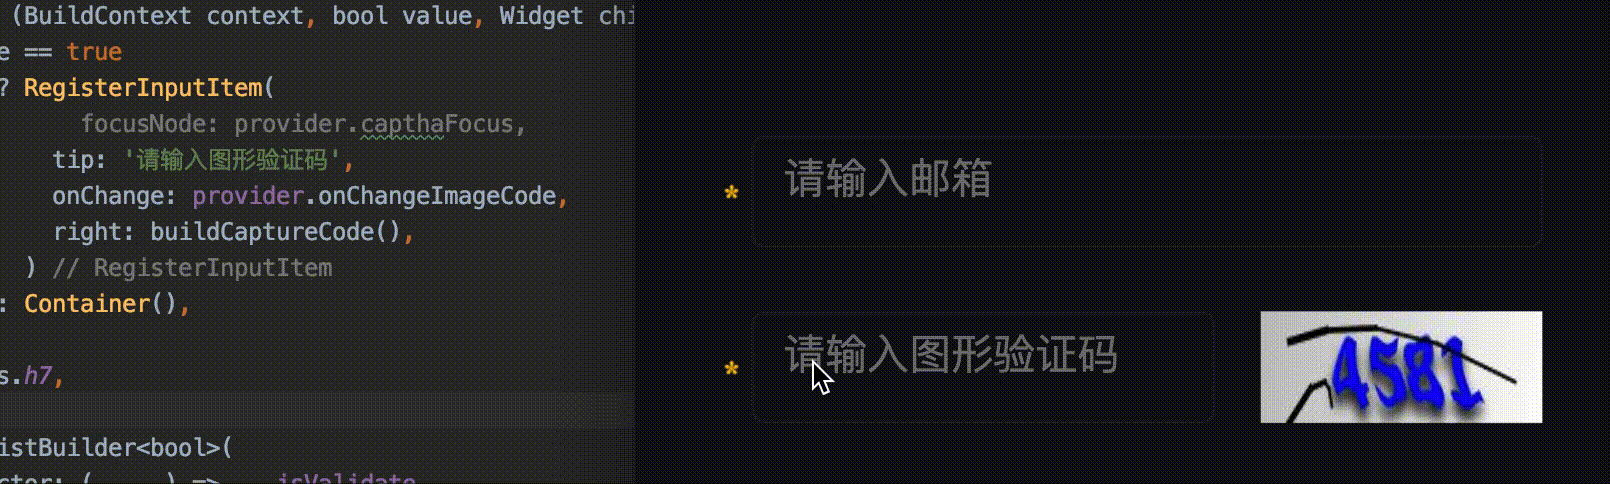 (BuildContext context, bool value, Widget chi
e == true
? RegisterInputItem(
focusNode: provider.capthaFocus,
tip: '请输入图形验证码',
onChange: provider.onChangeImageCode,
right: buildCaptureCode(),
) // RegisterInputItem
: Container(),
s.h7,
istBuilder<bool>(
isValidate
* 请输入邮箱
* 请输入图形验证码
4581